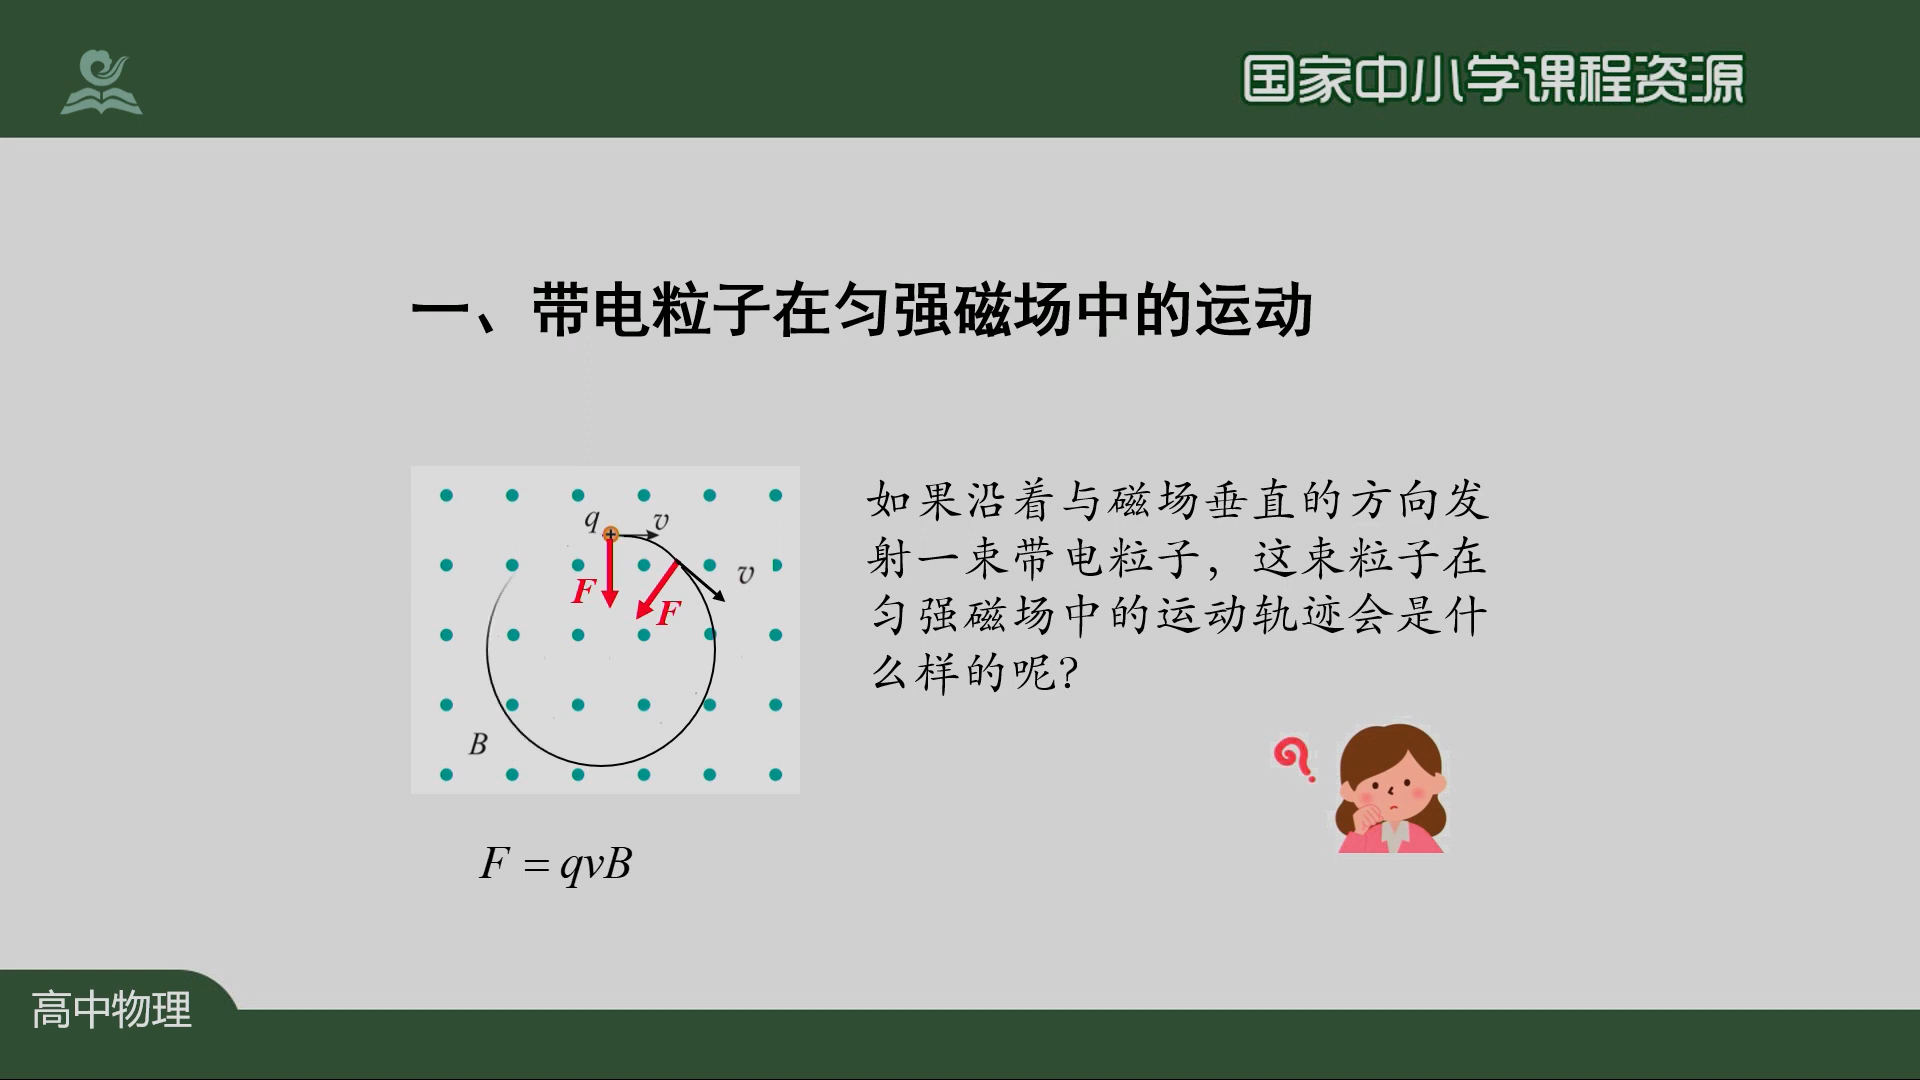 国家中小学课程资源
一、带电粒子在匀强磁场中的运动
q
v
v
F
F
B
如果沿着与磁场垂直的方向发
射一束带电粒子，这束粒子在
匀强磁场中的运动轨迹会是什
么样的呢？
F = qvB
高中物理